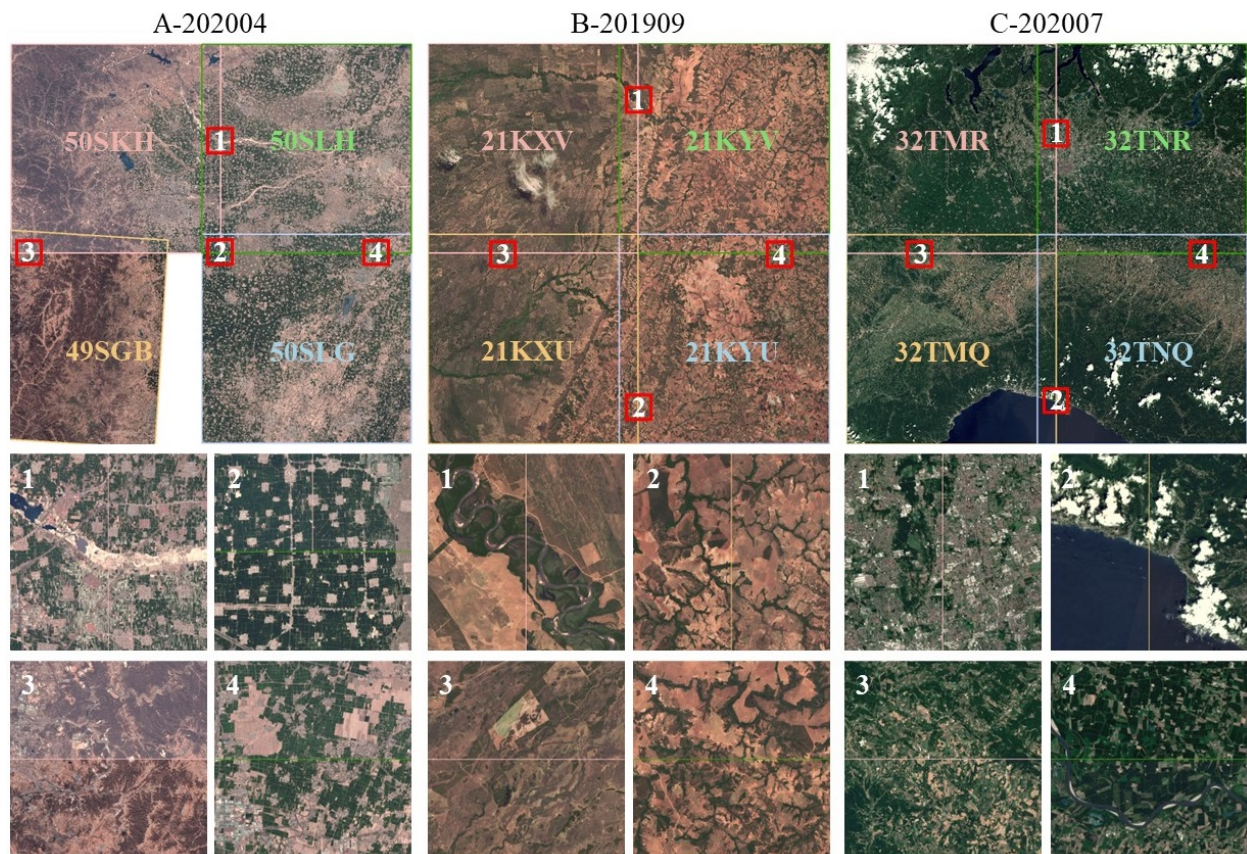 A-202004 B-201909 C-202007
50SKH 1 50SLH 21KXV 1 21KYV 32TMR 1 32TNR
3 2 4 3 4 3 4
49SGB 50SLG 21KXU 21KYU 32TMQ 32TNQ
2 2
1 2 1 2 1 2
3 4 3 4 3 4